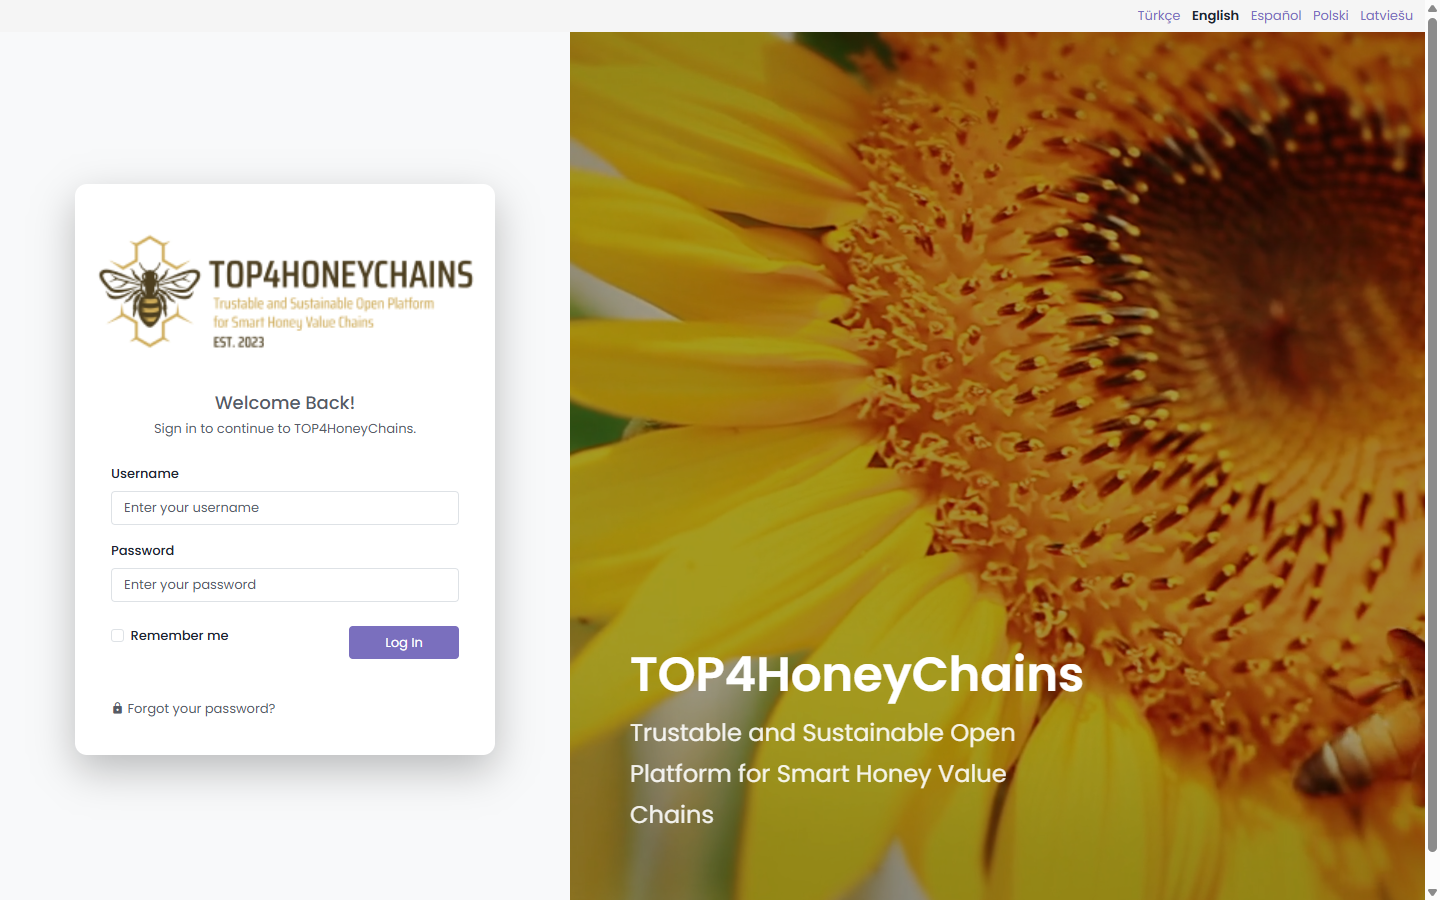 Türkçe English Español Polski Latviešu
TOP4HONEYCHAINS
Trustable and Sustainable Open Platform
for Smart Honey Value Chains
EST. 2023
Welcome Back!
Sign in to continue to TOP4HoneyChains.
Username
Enter your username
Password
Enter your password
Remember me
Log In
Forgot your password?
TOP4HoneyChains
Trustable and Sustainable Open
Platform for Smart Honey Value
Chains